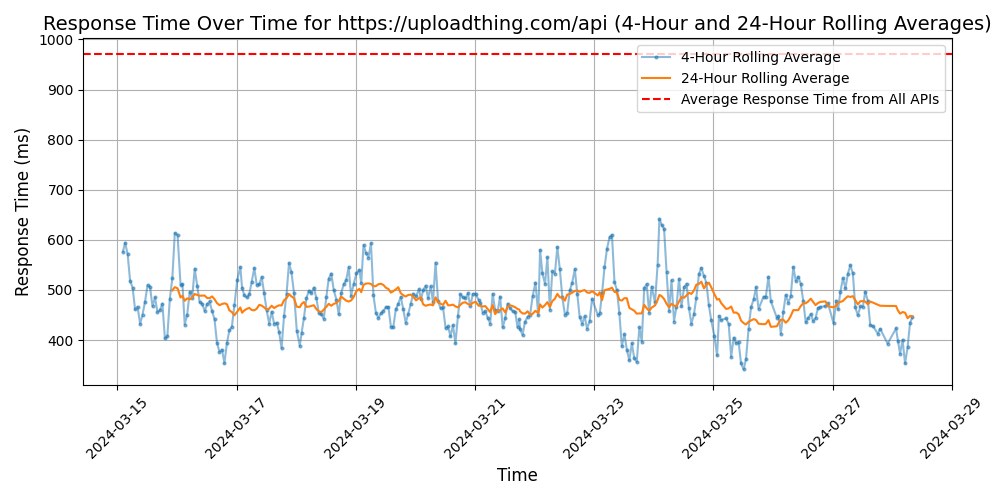 Response Time Over Time for https://uploadthing.com/api (4-Hour and 24-Hour Rolling Averages)
Response Time (ms)
1000
900
800
700
600
500
400
4-Hour Rolling Average
24-Hour Rolling Average
Average Response Time from All APIs
2024-03-15
2024-03-17
2024-03-19
2024-03-21
2024-03-23
2024-03-25
2024-03-27
2024-03-29
Time